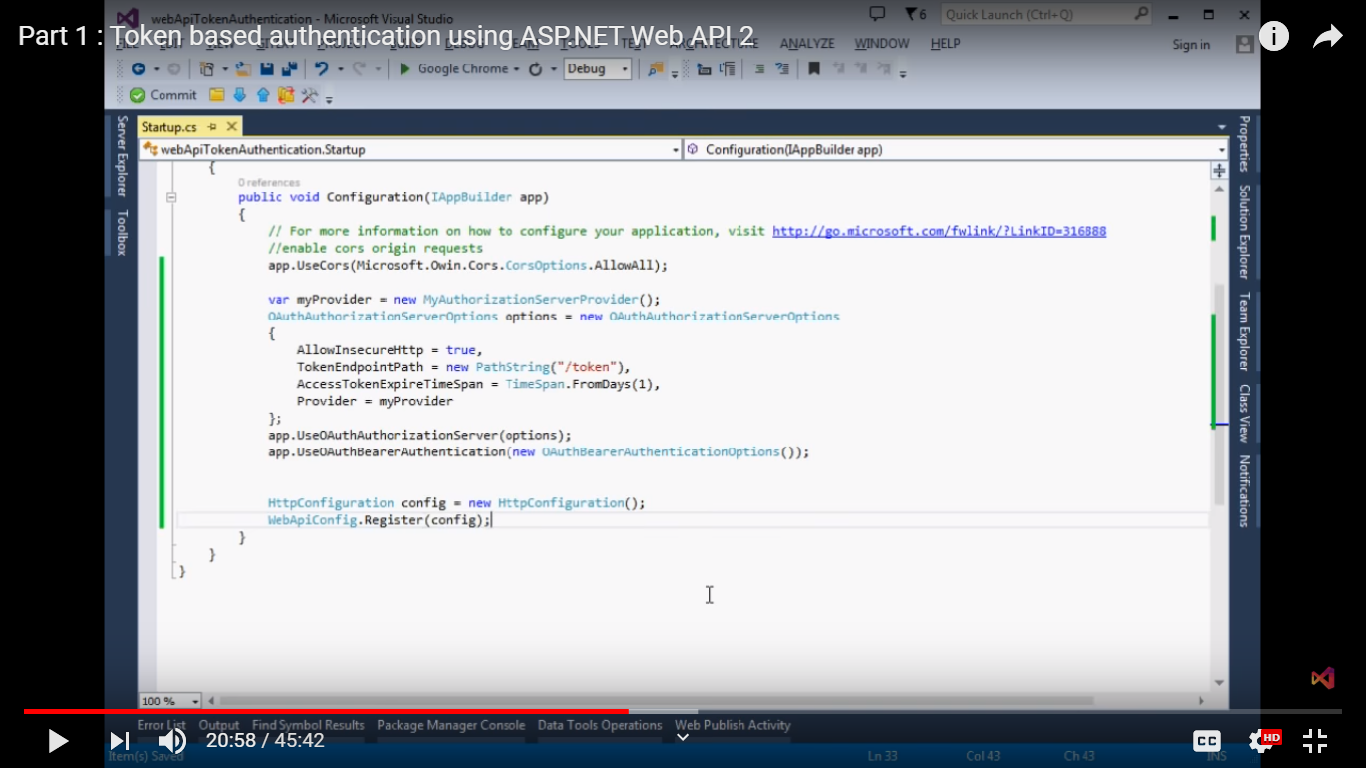 webApiTokenAuthentication - Microsoft Visual Studio
6
Quick Launch (Ctrl+Q)
Part 1 : Token based authentication using ASP.NET Web API 2
ARCHITECTURE ANALYZE WINDOW HELP
Sign in
Google Chrome
Debug
Commit
Server Explorer
Toolbox
Startup.cs
webApiTokenAuthentication.Startup
Configuration(IAppBuilder app)
{
0 references
public void Configuration(IAppBuilder app)
{
// For more information on how to configure your application, visit http://go.microsoft.com/fwlink/?LinkID=316888
//enable cors origin requests
app.UseCors(Microsoft.Owin.Cors.CorsOptions.AllowAll);
var myProvider = new MyAuthorizationServerProvider();
OAuthAuthorizationServerOptions options = new OAuthAuthorizationServerOptions
{
AllowInsecureHttp = true,
TokenEndpointPath = new PathString("/token"),
AccessTokenExpireTimeSpan = TimeSpan.FromDays(1),
Provider = myProvider
};
app.UseOAuthAuthorizationServer(options);
app.UseOAuthBearerAuthentication(new OAuthBearerAuthenticationOptions());
HttpConfiguration config = new HttpConfiguration();
WebApiConfig.Register(config);
}
}
}
Properties
Solution Explorer
Team Explorer
Class View
Notifications
100 %
Error List Output Find Symbol Results Package Manager Console Data Tools Operations Web Publish Activity
20:58 / 45:42
CC
HD
Item(s) Saved
Ln 33
Col 43
Ch 43
INS